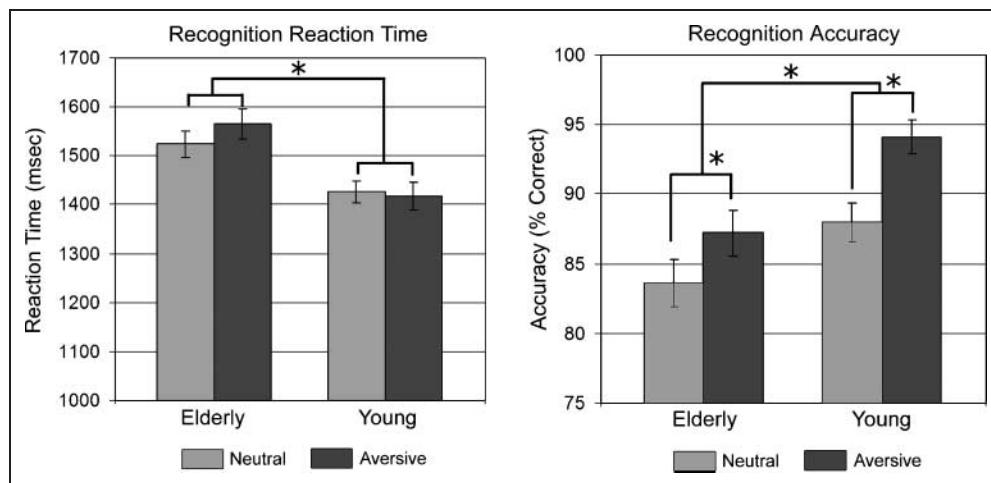 Recognition Reaction Time
1700
1600
1500
1400
1300
1200
1100
1000
Reaction Time (msec)
*
Elderly Young
Neutral Aversive
Recognition Accuracy
100
95
90
85
80
75
Accuracy (% Correct)
*
*
*
Elderly Young
Neutral Aversive